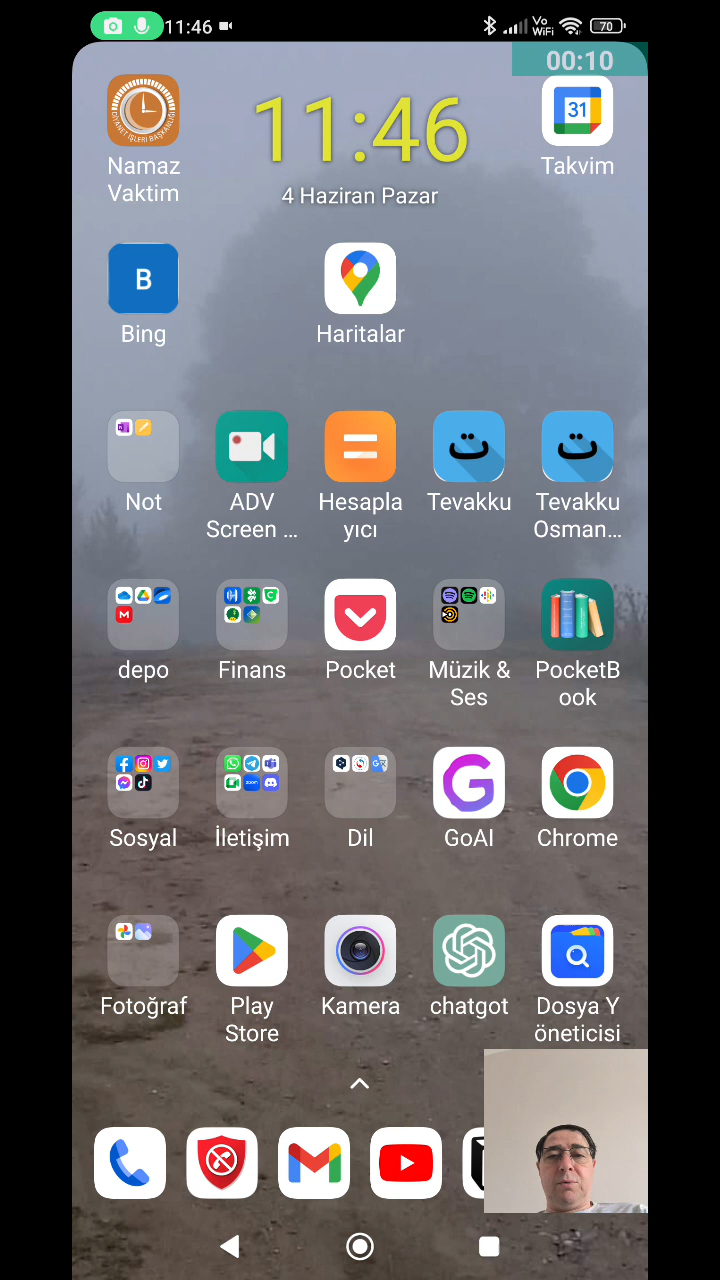 11:46
Vo
WiFi
70
00:10
11:46
4 Haziran Pazar
31
Namaz
Vaktim
Takvim
B
Bing
Haritalar
Not
ADV
Screen ...
Hesapla
yıcı
Tevakku
Tevakku
Osman...
depo
Finans
Pocket
Müzik &
Ses
PocketB
ook
Sosyal
İletişim
Dil
GoAI
Chrome
Fotoğraf
Play
Store
Kamera
chatgot
Dosya Y
öneticisi